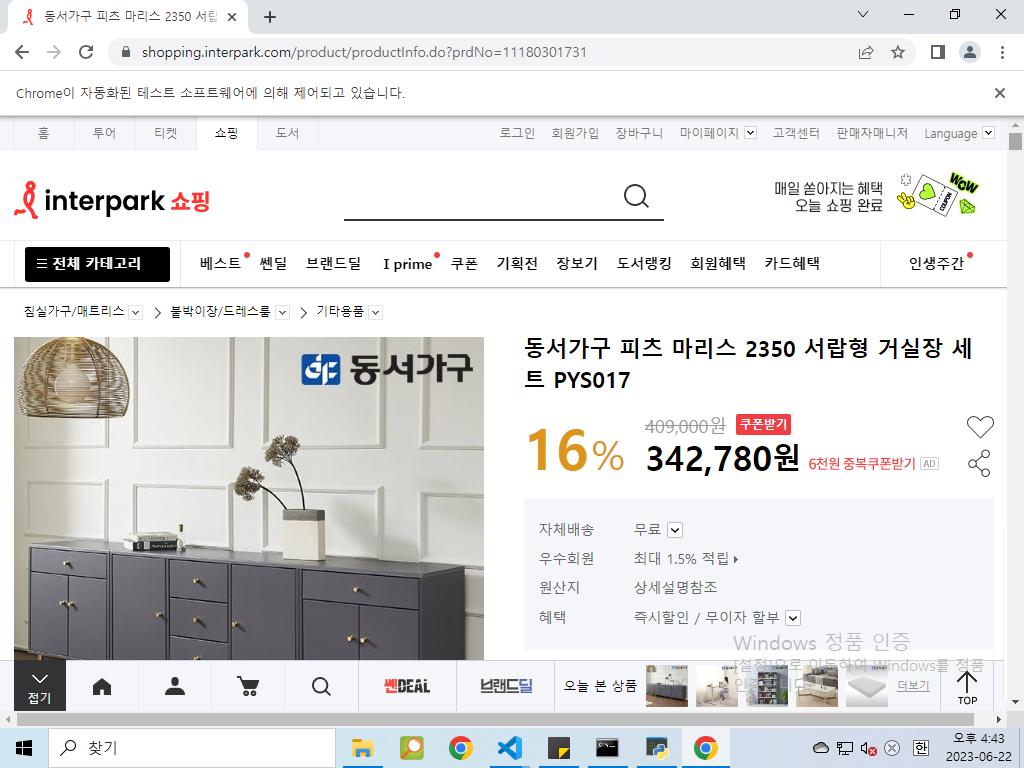 동서가구 피츠 마리스 2350 서랍
shopping.interpark.com/product/productInfo.do?prdNo=11180301731
Chrome이 자동화된 테스트 소프트웨어에 의해 제어되고 있습니다.
홈 투어 티켓 쇼핑 도서 로그인 회원가입 장바구니 마이페이지 고객센터 판매자매니저 Language
interpark 쇼핑
매일 쏟아지는 혜택
오늘 쇼핑 완료
WOW
COUPON
전체 카테고리 베스트 쎈딜 브랜드딜 I prime 쿠폰 기획전 장보기 도서랭킹 회원혜택 카드혜택 인생주간
침실가구/매트리스 붙박이장/드레스룸 기타용품
동서가구
동서가구 피츠 마리스 2350 서랍형 거실장 세
트 PYS017
409,000원 쿠폰받기
16% 342,780원 6천원 중복쿠폰받기 AD
자체배송 무료
우수회원 최대 1.5% 적립
원산지 상세설명참조
혜택 즉시할인 / 무이자 할부
Windows 정품 인증
[설정]으로 이동하여 Windows를 정품
접기 쎈DEAL 브랜드딜 오늘 본 상품 더보기 TOP
찾기
한
오후 4:43
2023-06-22